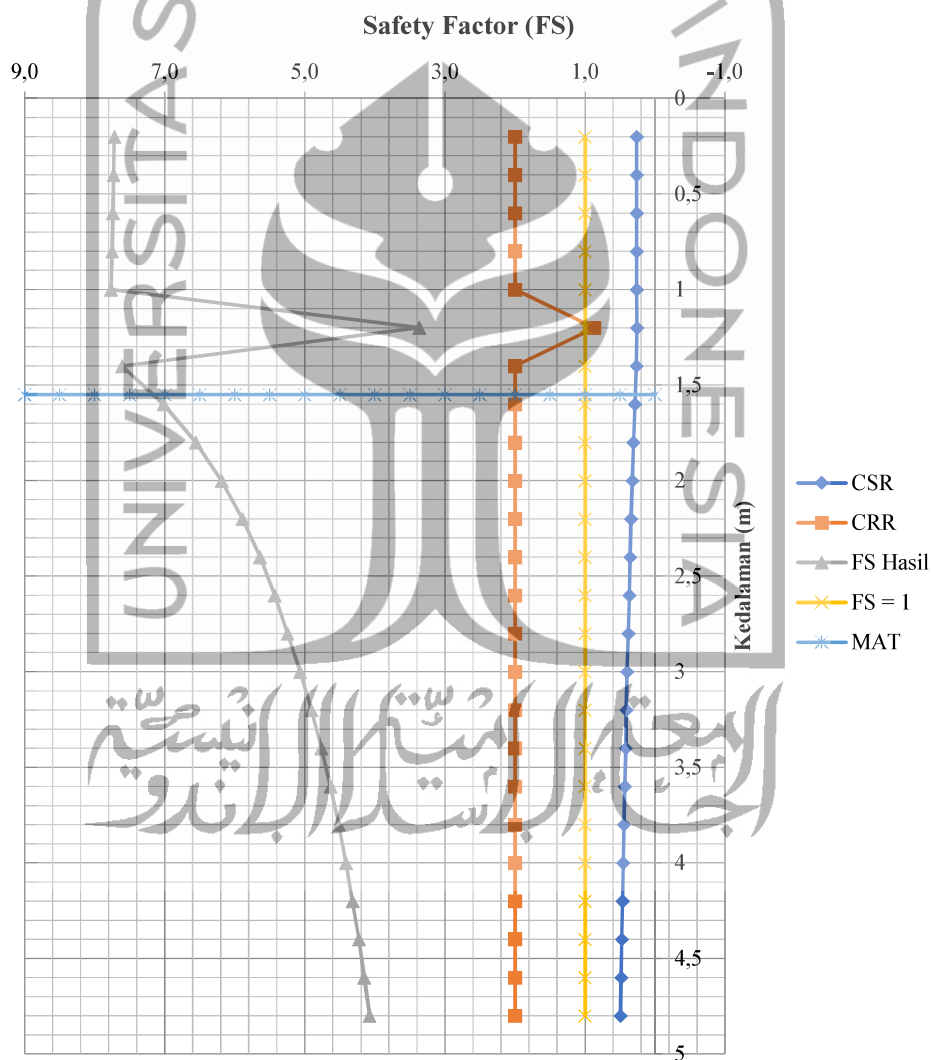 Safety Factor (FS)
9,0 7,0 5,0 3,0 1,0 -1,0
0
0,5
1
1,5
2
2,5
3
3,5
4
4,5
5
Kedalaman (m)
CSR
CRR
FS Hasil
FS = 1
MAT
UNIVERSITAS
INDONESIA